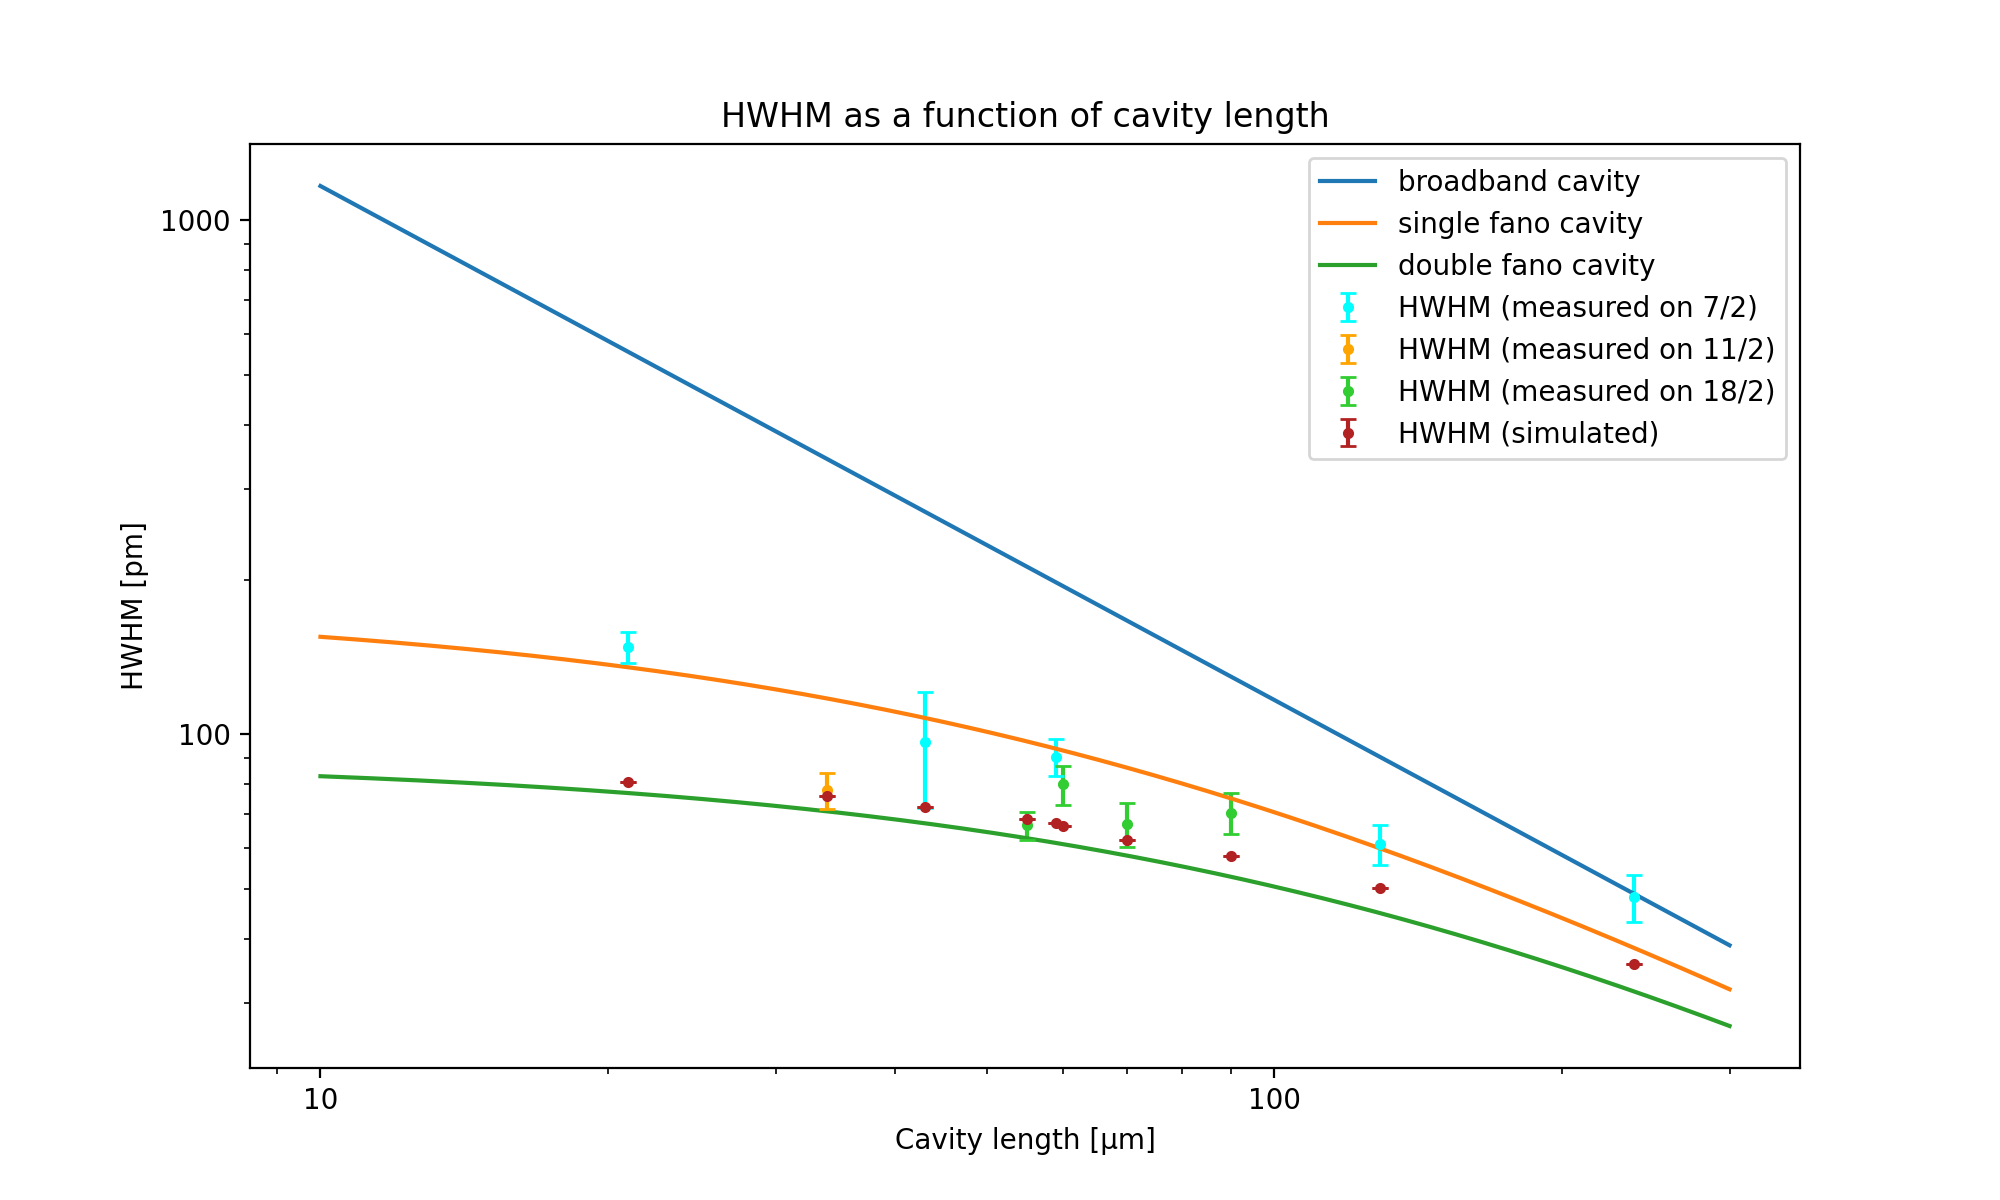 HWHM as a function of cavity length
broadband cavity
single fano cavity
double fano cavity
HWHM (measured on 7/2)
HWHM (measured on 11/2)
HWHM (measured on 18/2)
HWHM (simulated)
1000
100
HWHM [pm]
10
100
Cavity length [µm]